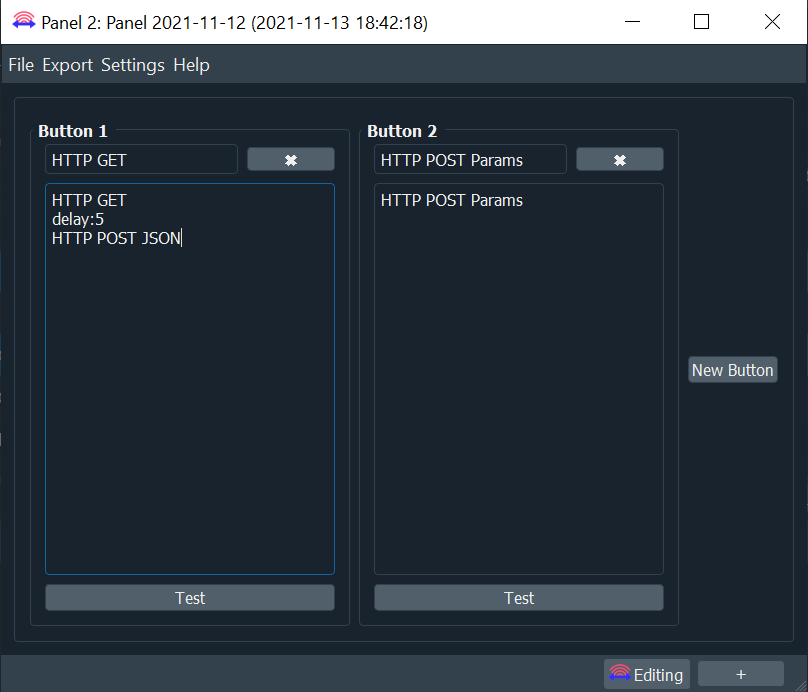 Panel 2: Panel 2021-11-12 (2021-11-13 18:42:18)
File Export Settings Help
Button 1
HTTP GET
HTTP GET
delay:5
HTTP POST JSON
Test
Button 2
HTTP POST Params
HTTP POST Params
Test
New Button
Editing
+